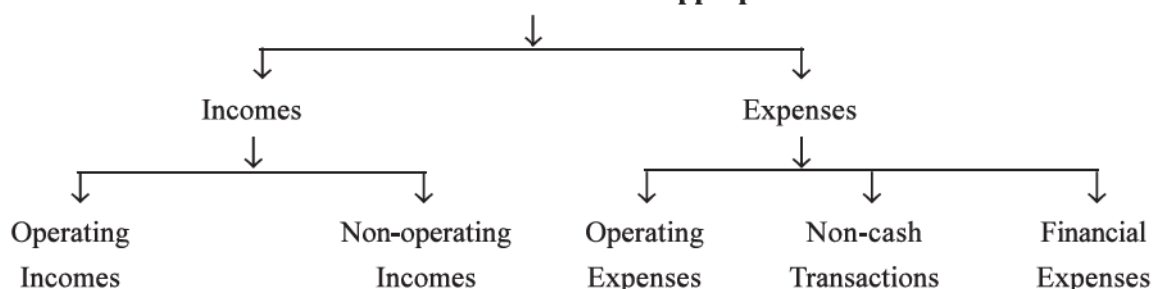 Incomes Expenses
Operating Non-operating Operating Non-cash Financial
Incomes Incomes Expenses Transactions Expenses